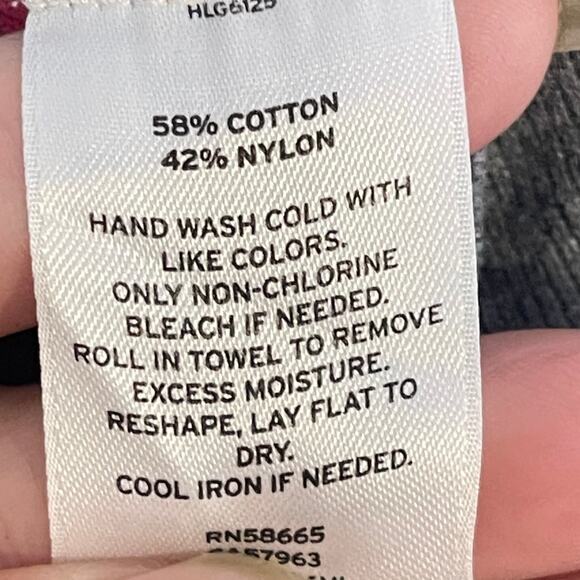 HLG6125
58% COTTON
42% NYLON
HAND WASH COLD WITH
LIKE COLORS.
ONLY NON-CHLORINE
BLEACH IF NEEDED.
ROLL IN TOWEL TO REMOVE
EXCESS MOISTURE.
RESHAPE, LAY FLAT TO
DRY.
COOL IRON IF NEEDED.
RN58665
CA57963